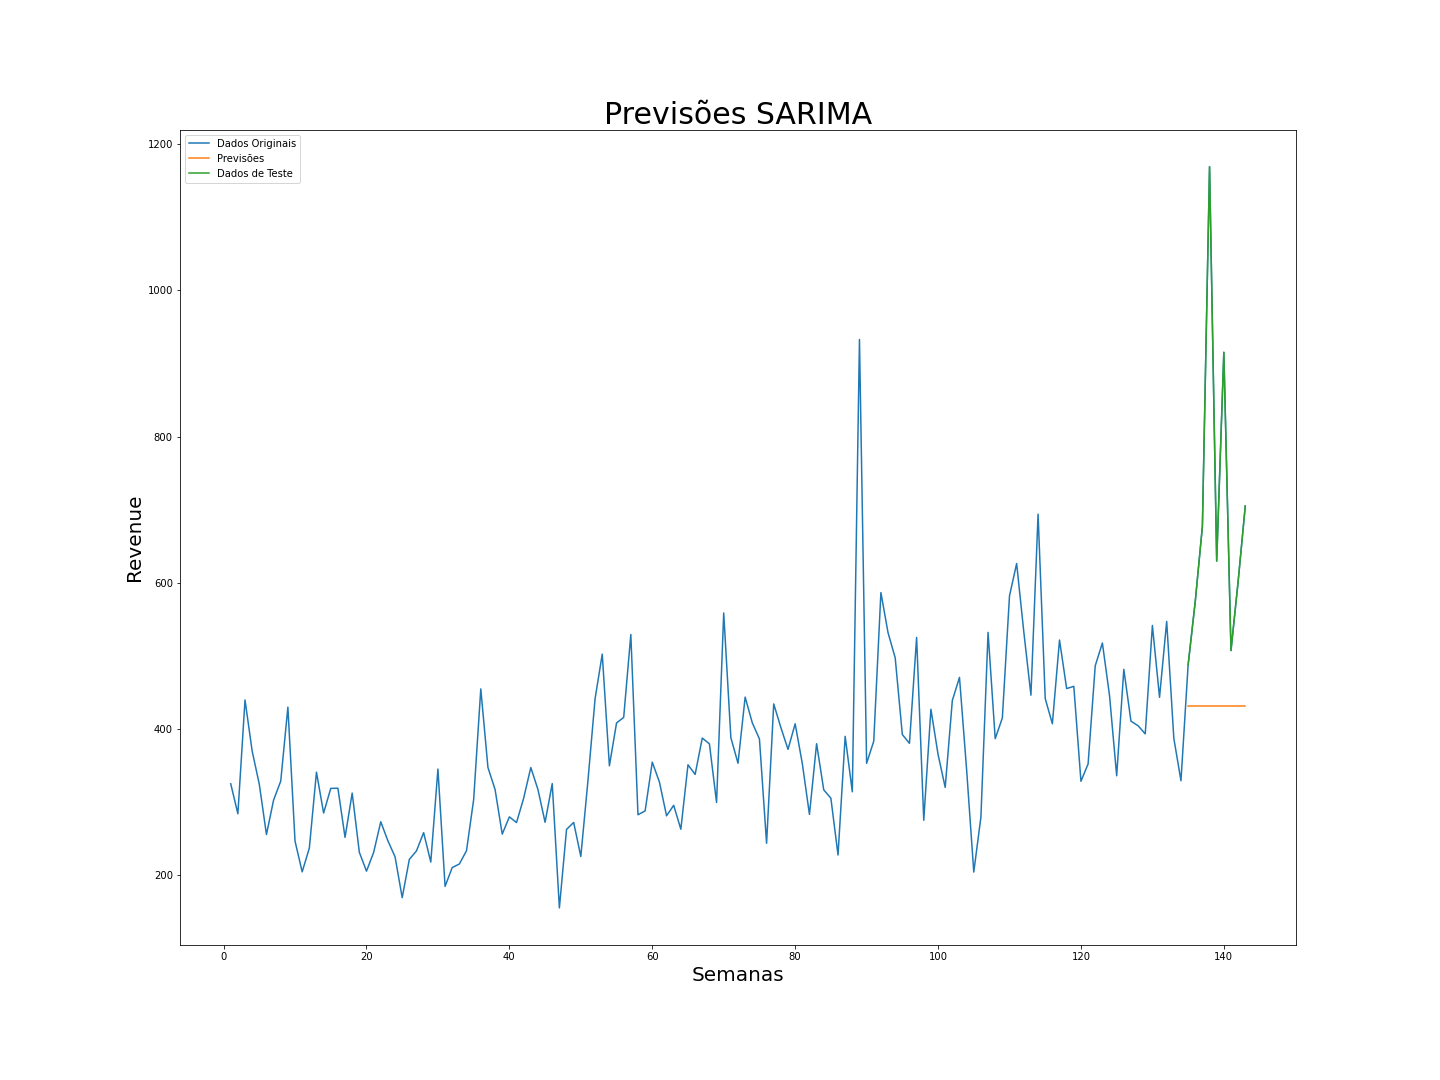 Previsões SARIMA
Dados Originais
Previsões
Dados de Teste
1200
1000
800
600
400
200
Revenue
0 20 40 60 80 100 120 140
Semanas